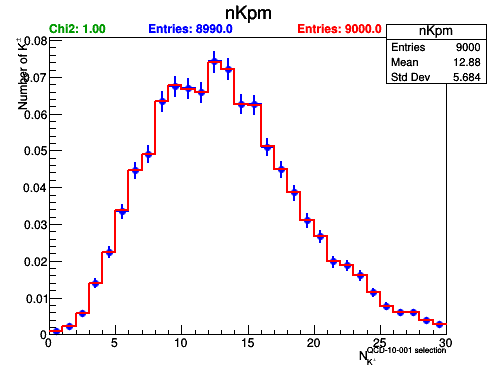 nKpm
Chi2: 1.00 Entries: 8990.0 Entries: 9000.0
nKpm
Entries 9000
Mean 12.88
Std Dev 5.684
Number of K±
0.08
0.07
0.06
0.05
0.04
0.03
0.02
0.01
0
0 5 10 15 20 25 30
N QCD-10-001 selection